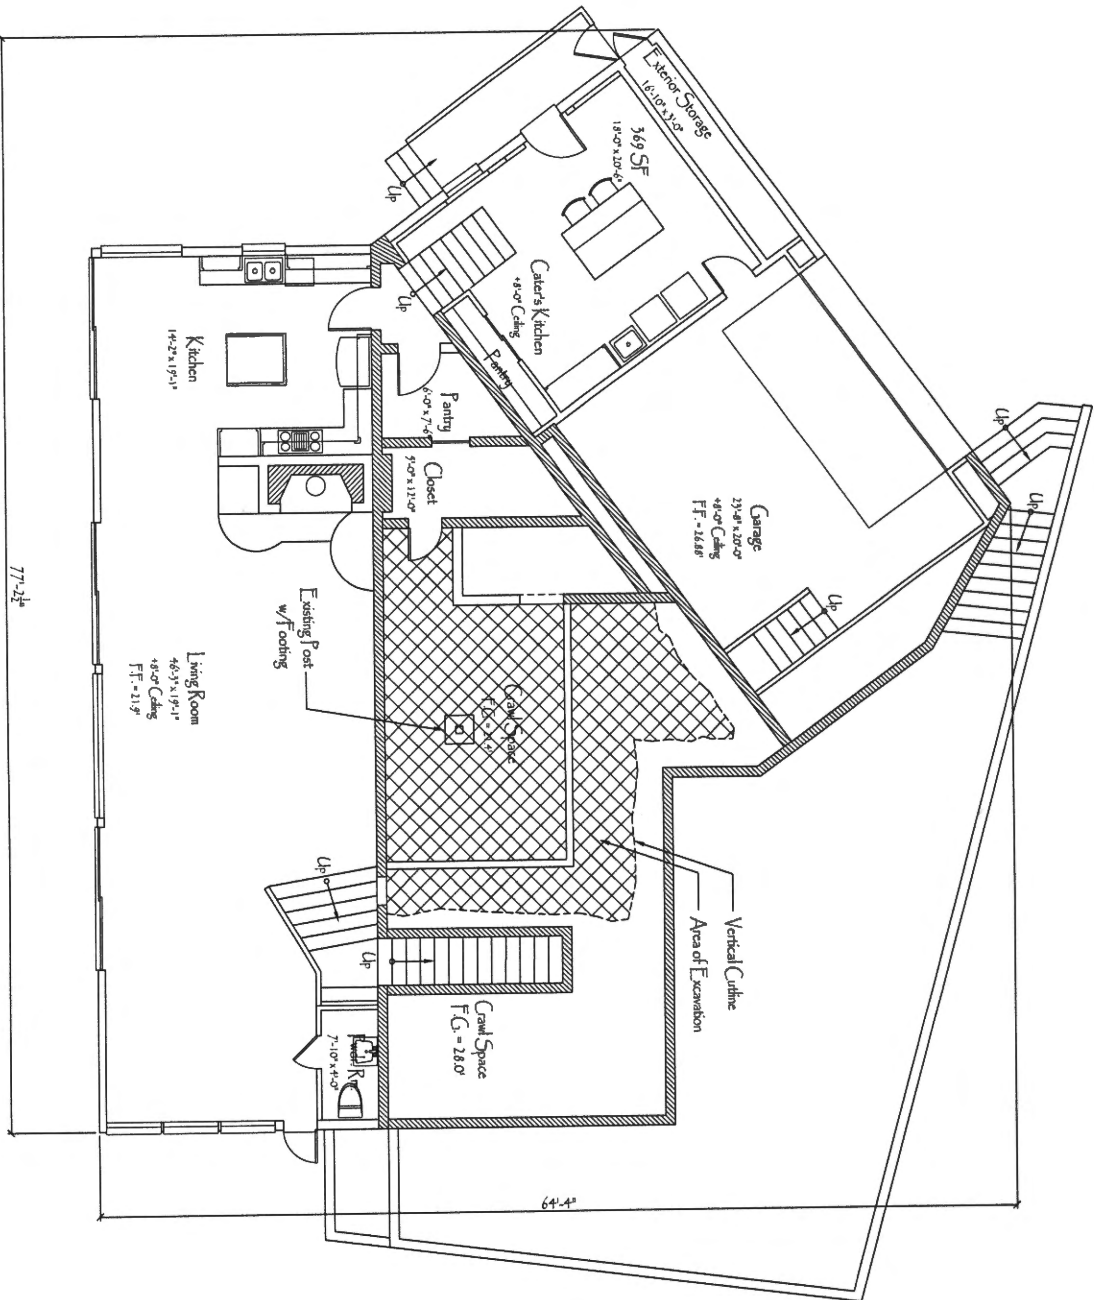 Exterior Storage
16'-10" x 3'-0"
369 SF
18'-0" x 20'-6"
Up
Cater's Kitchen
+8'-0" Ceiling
Up
Pantry
Up
Up
Garage
23'-8" x 20'-0"
+8'-0" Ceiling
F.F. = 26.88'
Up
Kitchen
14'-2" x 19'-1"
Pantry
6'-0" x 7'-6"
Closet
9'-0" x 12'-0"
Existing Post
w/Footing
Crawl Space
Living Room
46'-3" x 19'-1"
+8'-0" Ceiling
F.F. = 21.9'
Up
Up
Vertical Cutline
Area of Excavation
Crawl Space
F.G. = 28.0'
Rm.
7'-10" x 4'-0"
77'-2½"
64'-4"